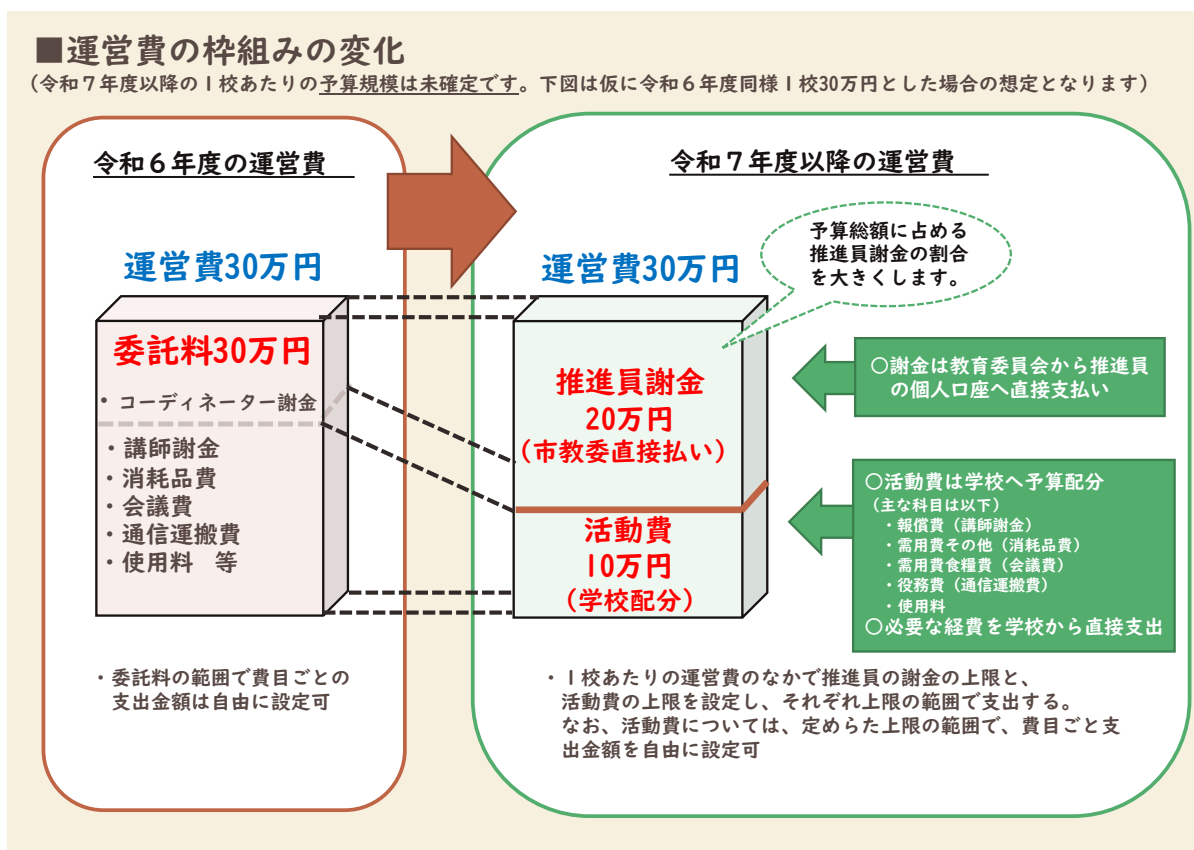 ■運営費の枠組みの変化
（令和７年度以降の１校あたりの予算規模は未確定です。下図は仮に令和６年度同様１校30万円とした場合の想定となります）
令和６年度の運営費
運営費30万円
委託料30万円
・コーディネーター謝金
・講師謝金
・消耗品費
・会議費
・通信運搬費
・使用料　等
・委託料の範囲で費目ごとの
支出金額は自由に設定可
令和７年度以降の運営費
予算総額に占める
推進員謝金の割合
を大きくします。
運営費30万円
推進員謝金
20万円
（市教委直接払い）
活動費
10万円
（学校配分）
○謝金は教育委員会から推進員
の個人口座へ直接支払い
○活動費は学校へ予算配分
（主な科目は以下）
・報償費（講師謝金）
・需用費その他（消耗品費）
・需用費食糧費（会議費）
・役務費（通信運搬費）
・使用料
○必要な経費を学校から直接支出
・１校あたりの運営費のなかで推進員の謝金の上限と、
活動費の上限を設定し、それぞれ上限の範囲で支出する。
なお、活動費については、定めらた上限の範囲で、費目ごと支
出金額を自由に設定可